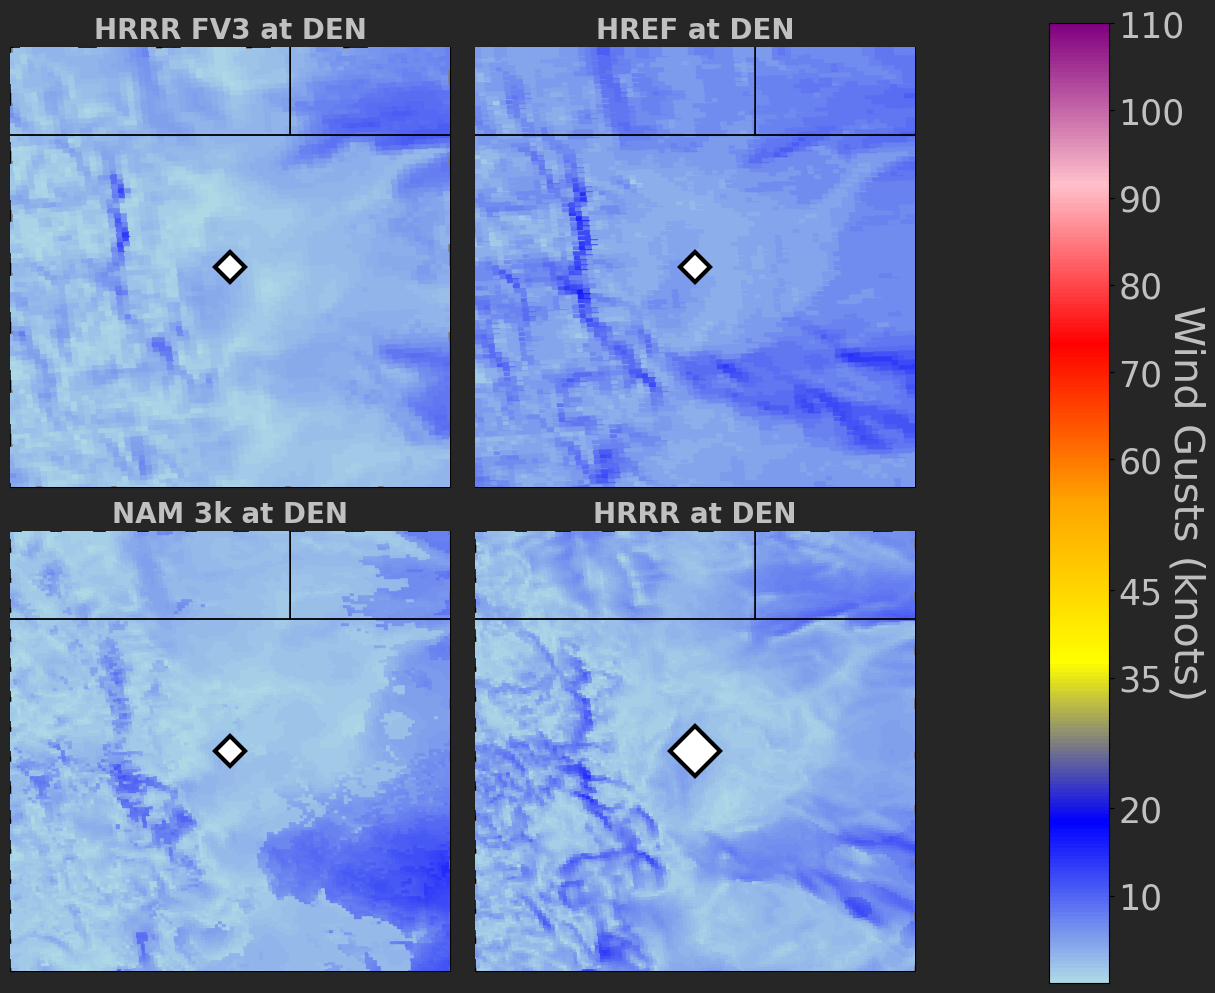 HRRR FV3 at DEN
HREF at DEN
NAM 3k at DEN
HRRR at DEN
110
100
90
80
70
60
45
35
20
10
Wind Gusts (knots)